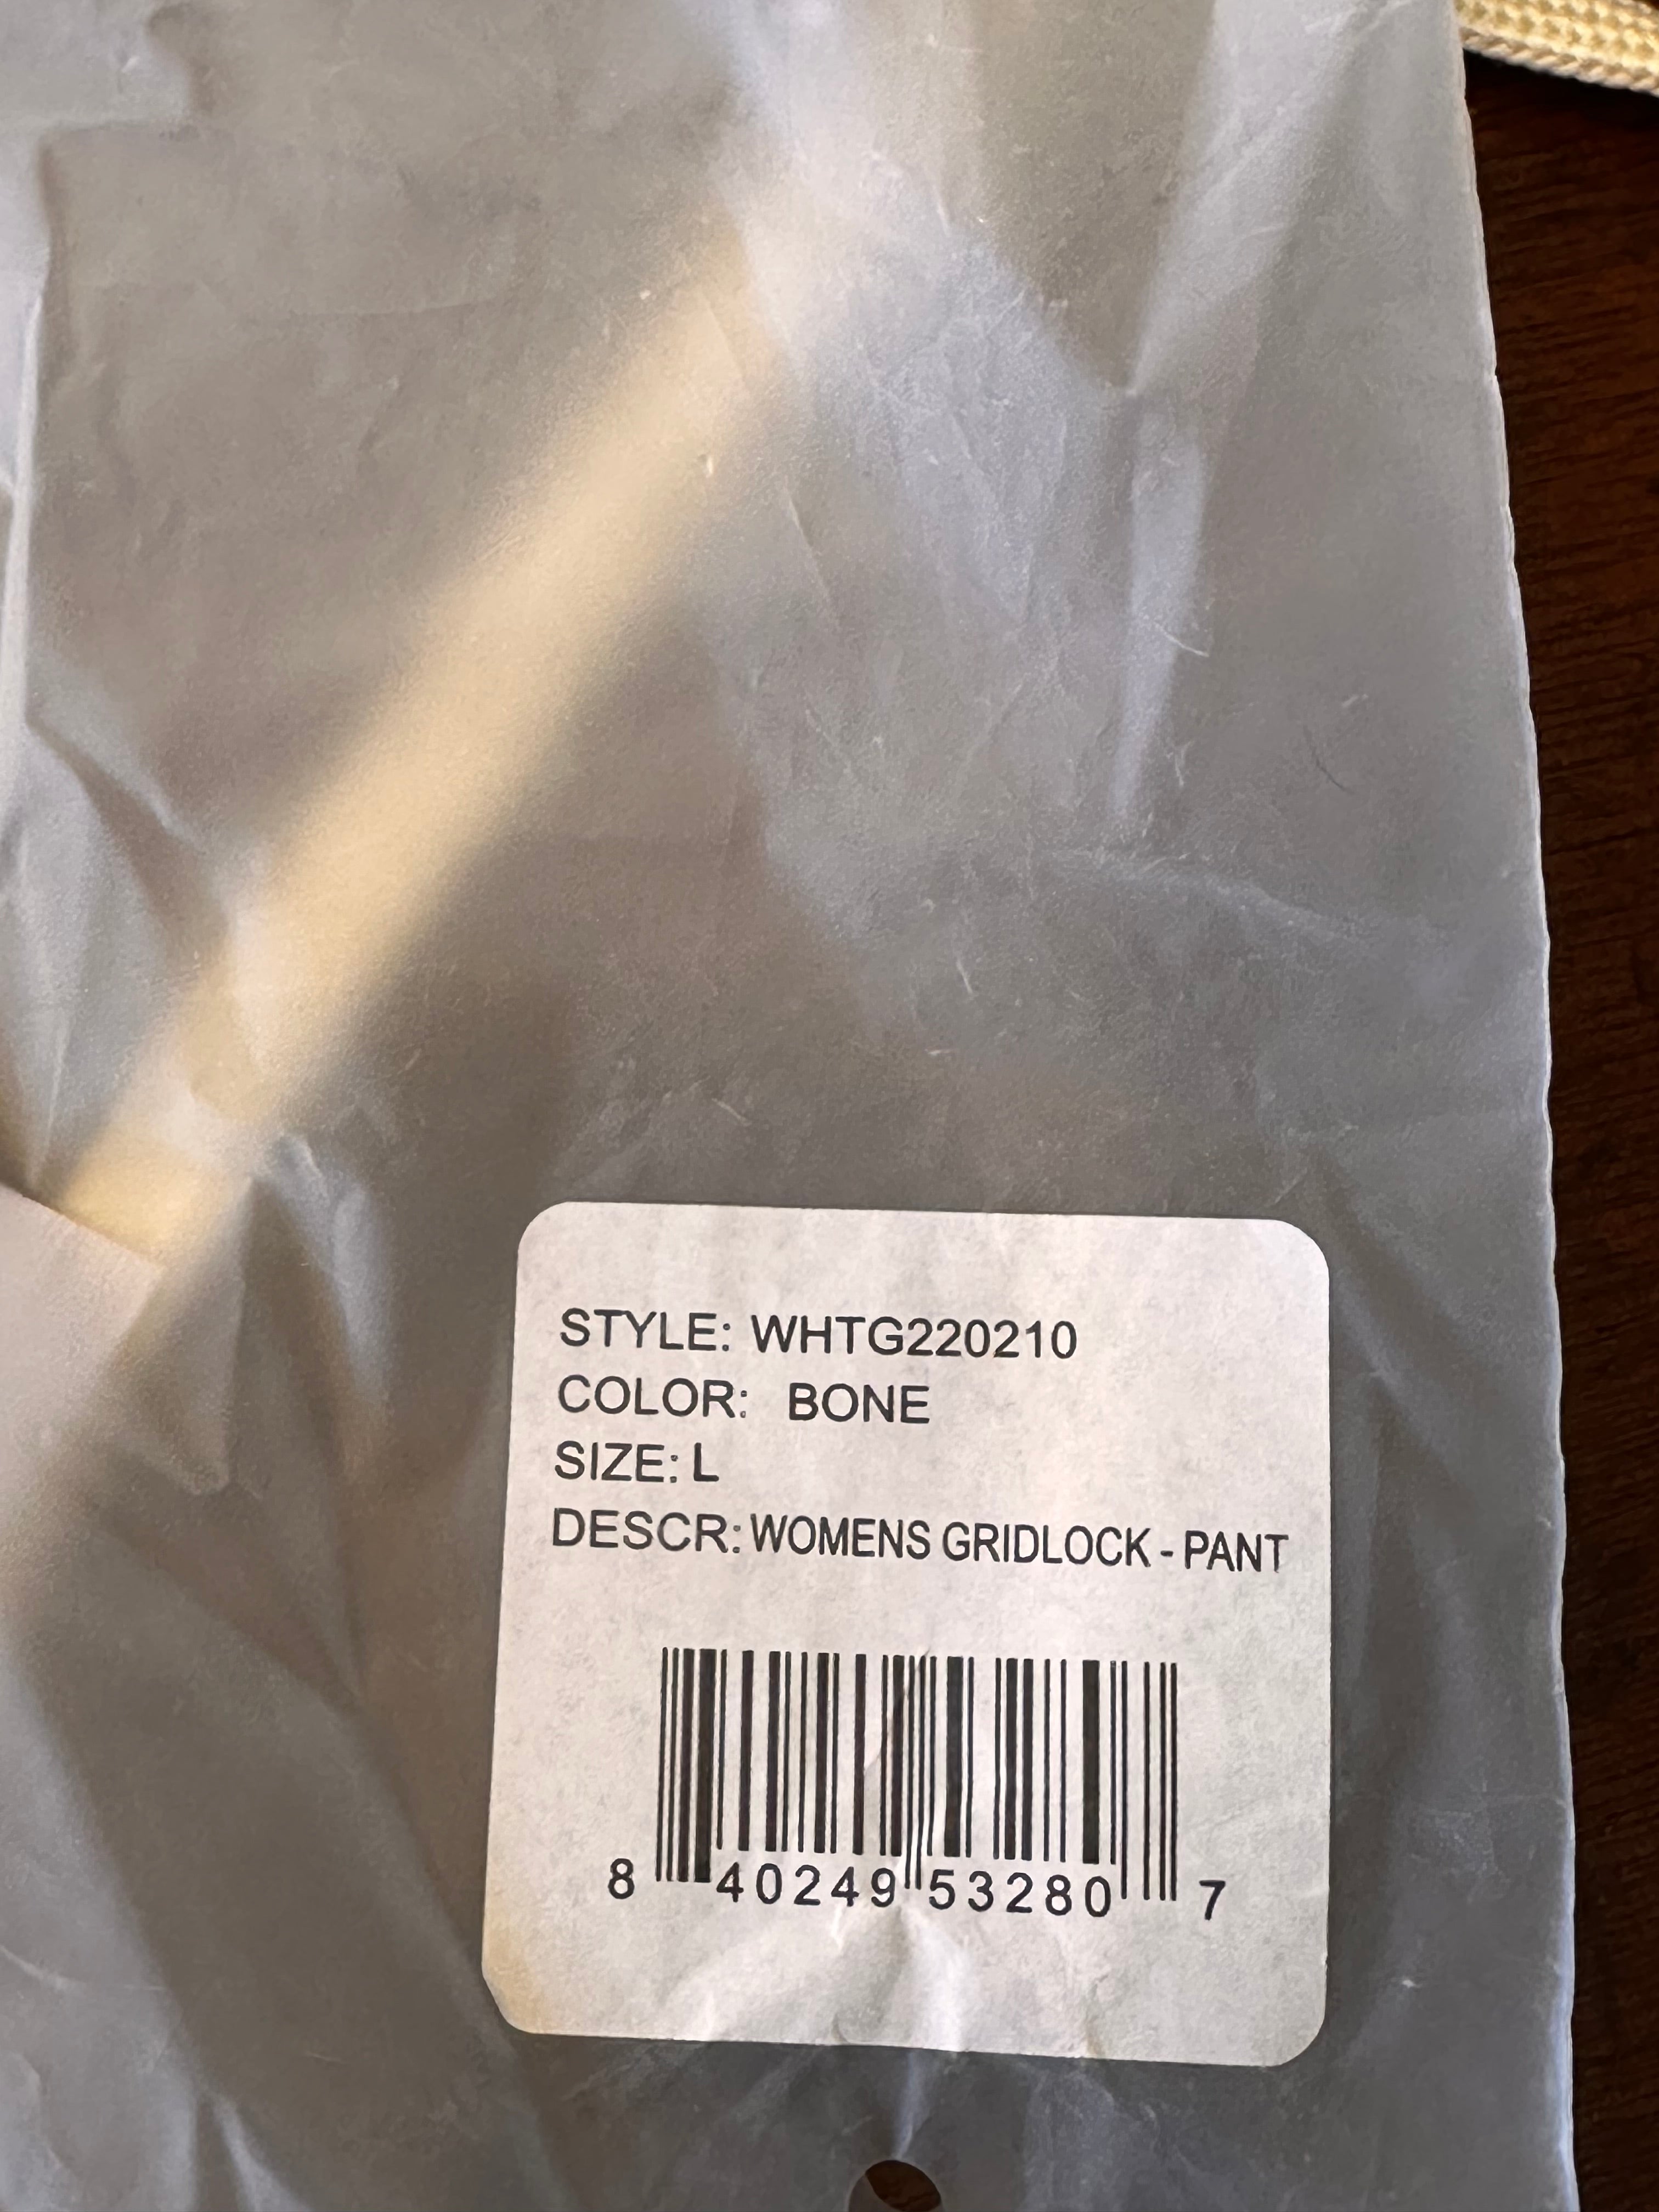 STYLE: WHTG220210
COLOR: BONE
SIZE: L
DESCR: WOMENS GRIDLOCK - PANT
8 40249 53280 7